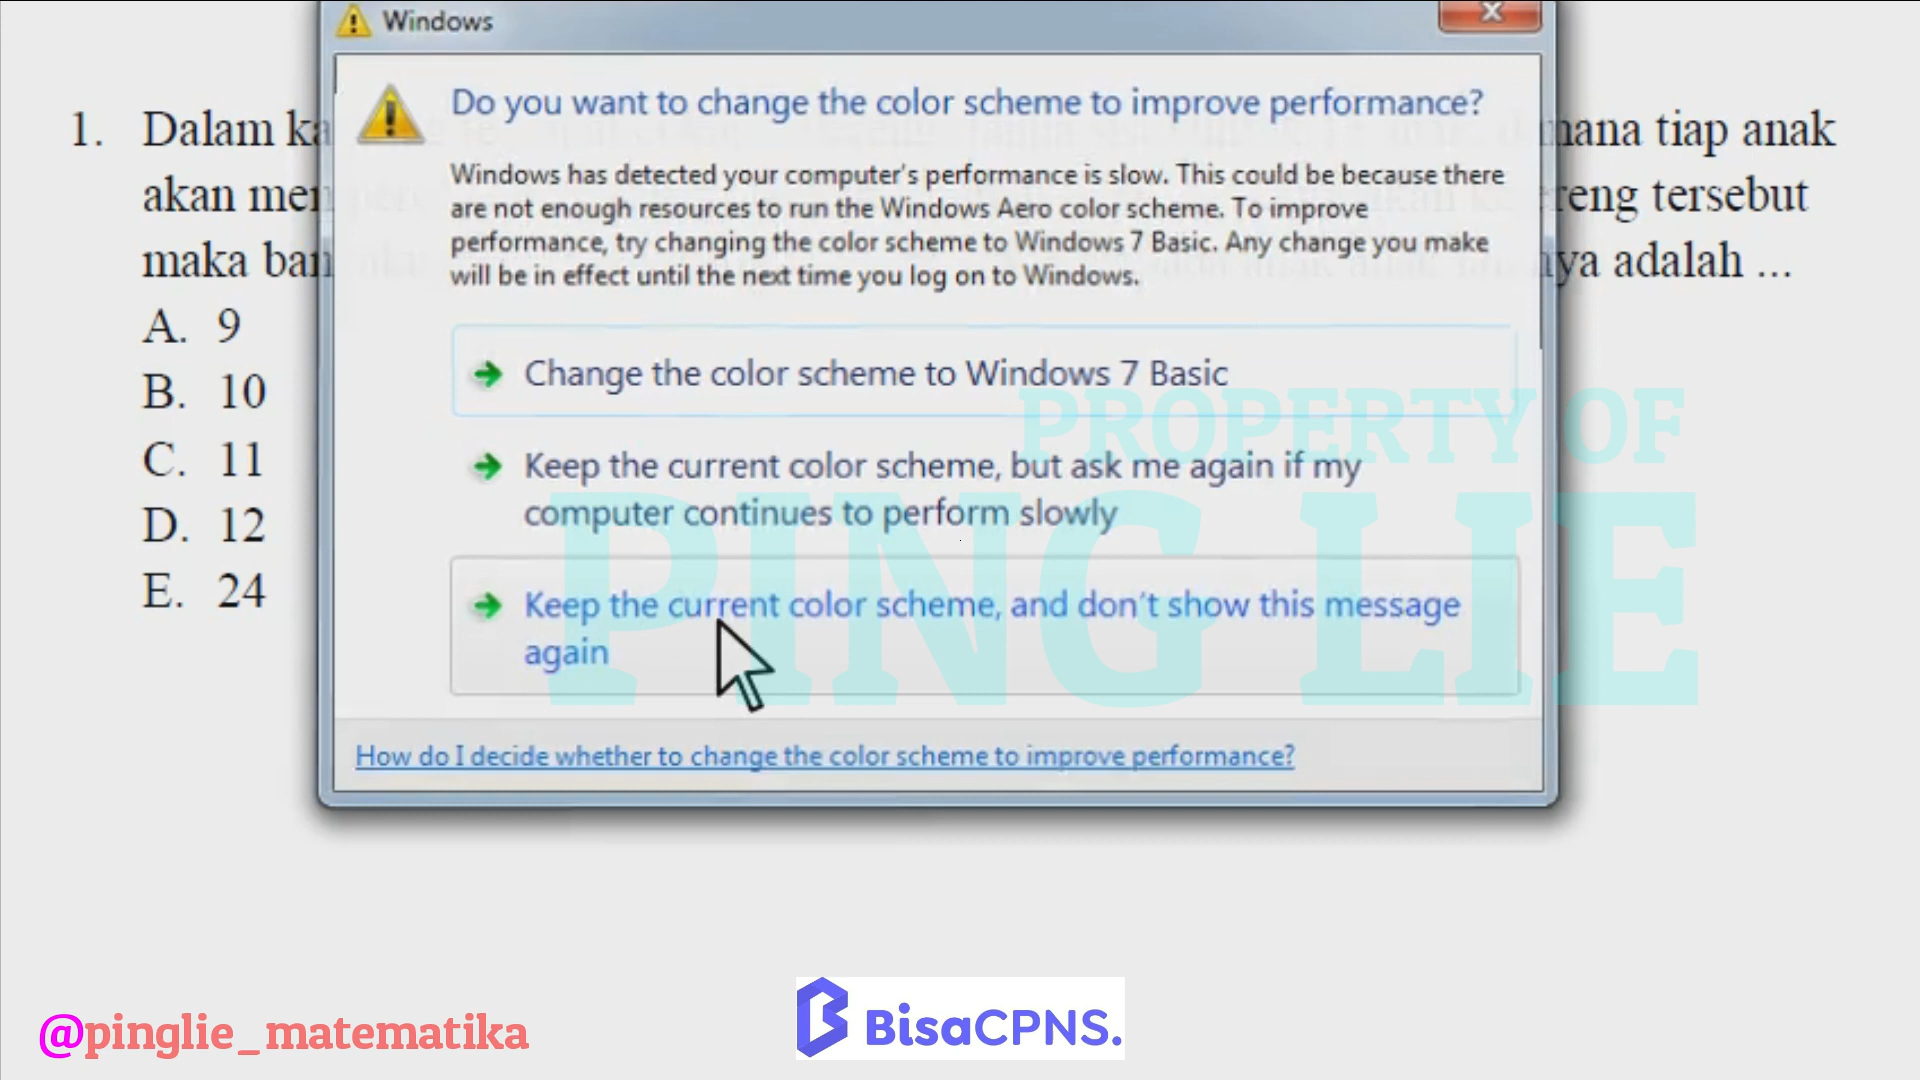 Windows
Do you want to change the color scheme to improve performance?
Windows has detected your computer's performance is slow. This could be because there
are not enough resources to run the Windows Aero color scheme. To improve
performance, try changing the color scheme to Windows 7 Basic. Any change you make
will be in effect until the next time you log on to Windows.
Change the color scheme to Windows 7 Basic
Keep the current color scheme, but ask me again if my
computer continues to perform slowly
Keep the current color scheme, and don't show this message
again
How do I decide whether to change the color scheme to improve performance?
1. Dalam tiap anak
akan tersebut
maka adalah ...
A. 9
B. 10
C. 11
D. 12
E. 24
PROPERTY OF
PING LIE
@pinglie_matematika
BisaCPNS.